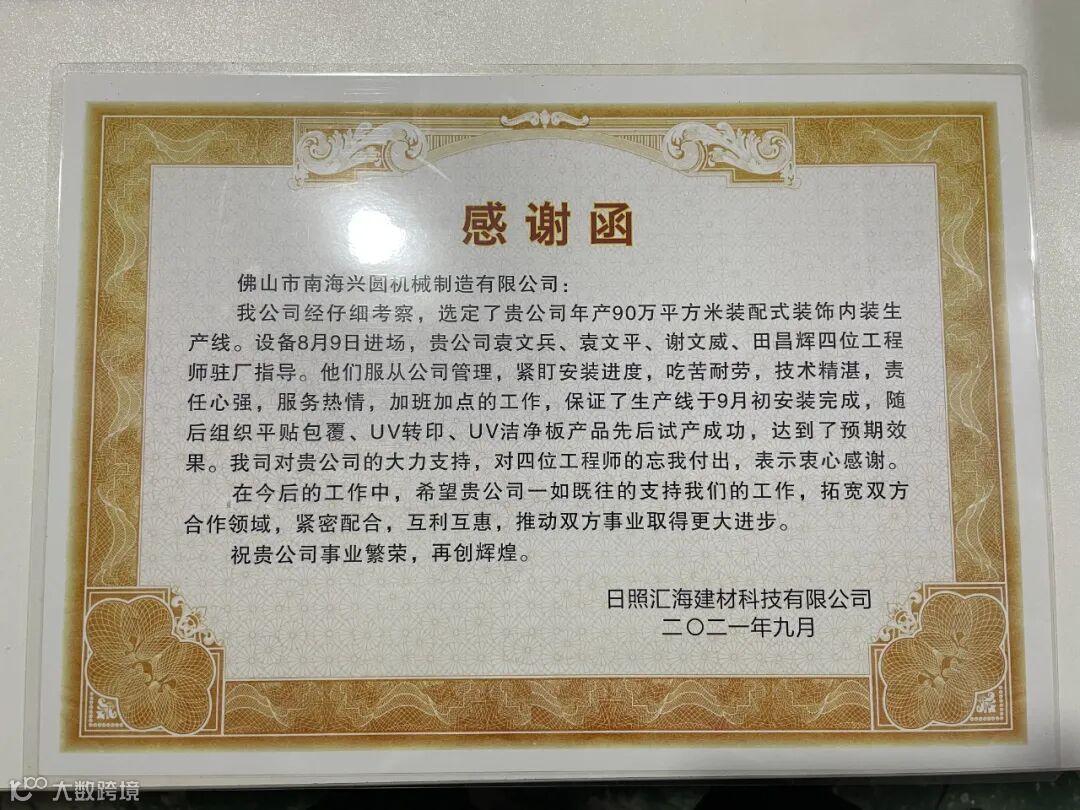 感谢函
佛山市南海兴圆机械制造有限公司：
我公司经仔细考察，选定了贵公司年产90万平方米装配式装饰内装生
产线。设备8月9日进场，贵公司袁文兵、袁文平、谢文威、田昌辉四位工程
师驻厂指导。他们服从公司管理，紧盯安装进度，吃苦耐劳，技术精湛，责
任心强，服务热情，加班加点的工作，保证了生产线于9月初安装完成，随
后组织平贴包覆、UV转印、UV洁净板产品先后试产成功，达到了预期效
果。我司对贵公司的大力支持，对四位工程师的忘我付出，表示衷心感谢。
在今后的工作中，希望贵公司一如既往的支持我们的工作，拓宽双方
合作领域，紧密配合，互利互惠，推动双方事业取得更大进步。
祝贵公司事业繁荣，再创辉煌。
日照汇海建材科技有限公司
二〇二一年九月
大数跨境